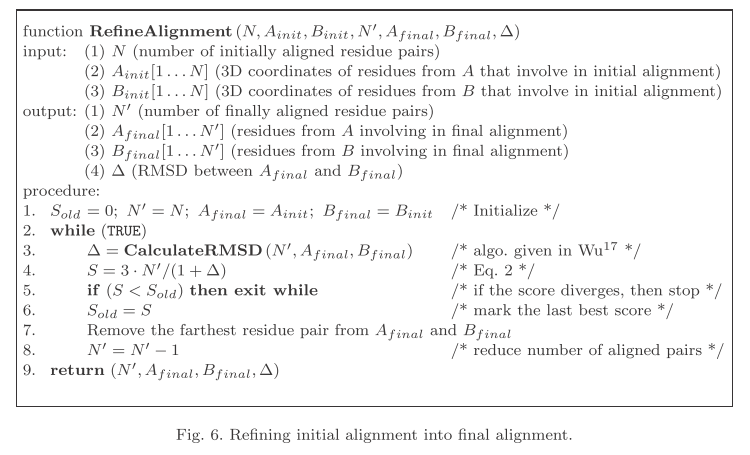 function RefineAlignment (N, A_init, B_init, N′, A_final, B_final, Δ)
input: (1) N (number of initially aligned residue pairs)
(2) A_init[1 . . . N] (3D coordinates of residues from A that involve in initial alignment)
(3) B_init[1 . . . N] (3D coordinates of residues from B that involve in initial alignment)
output: (1) N′ (number of finally aligned residue pairs)
(2) A_final[1 . . . N′] (residues from A involving in final alignment)
(3) B_final[1 . . . N′] (residues from B involving in final alignment)
(4) Δ (RMSD between A_final and B_final)
procedure:
1. S_old = 0; N′ = N; A_final = A_init; B_final = B_init /* Initialize */
2. while (TRUE)
3. Δ = CalculateRMSD (N′, A_final, B_final) /* algo. given in Wu¹⁷ */
4. S = 3 · N′/(1 + Δ) /* Eq. 2 */
5. if (S < S_old) then exit while /* if the score diverges, then stop */
6. S_old = S /* mark the last best score */
7. Remove the farthest residue pair from A_final and B_final
8. N′ = N′ − 1 /* reduce number of aligned pairs */
9. return (N′, A_final, B_final, Δ)
Fig. 6. Refining initial alignment into final alignment.